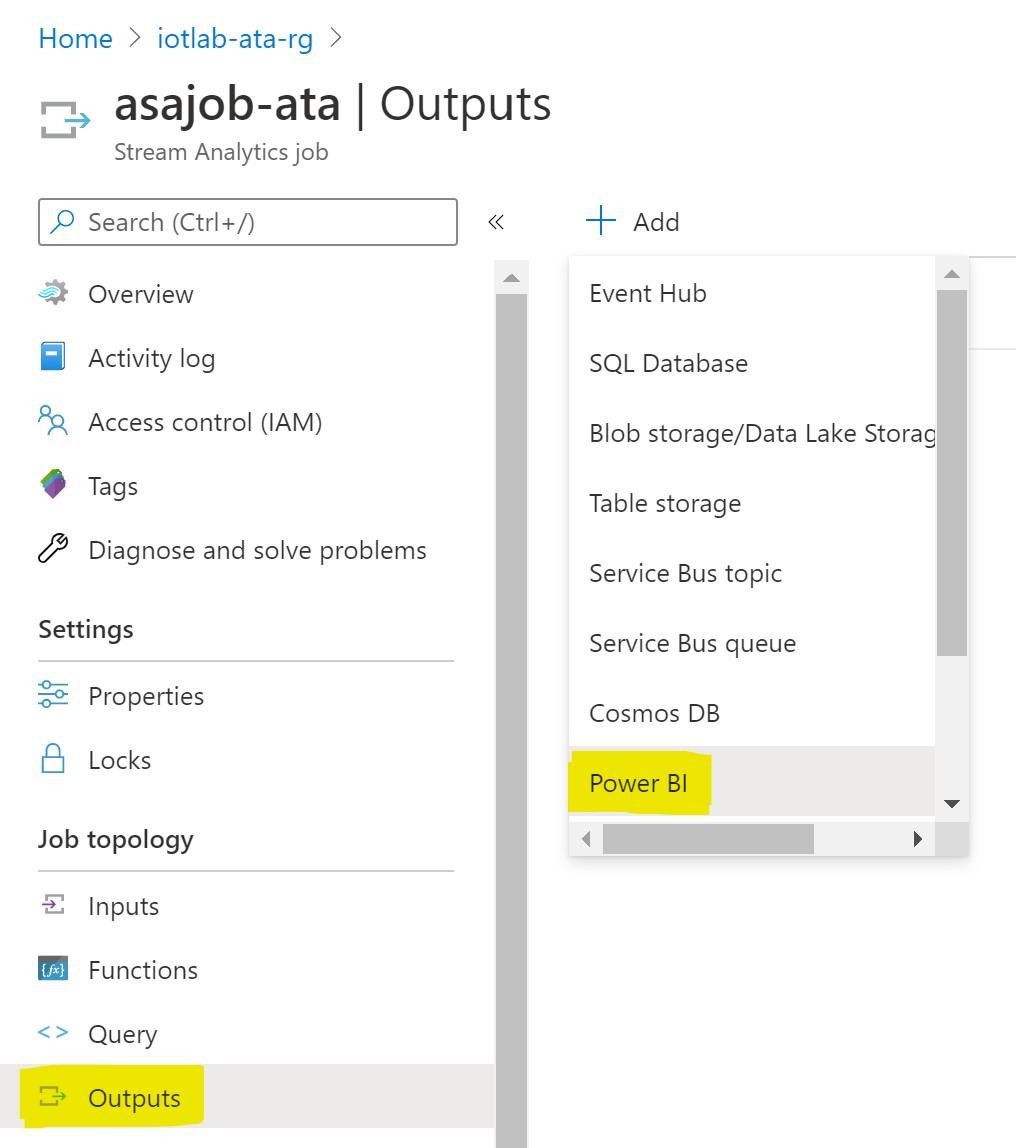 Home > iotlab-ata-rg >
asajob-ata | Outputs
Stream Analytics job
Search (Ctrl+/)
«
Overview
Activity log
Access control (IAM)
Tags
Diagnose and solve problems
Settings
Properties
Locks
Job topology
Inputs
Functions
Query
Outputs
+ Add
Event Hub
SQL Database
Blob storage/Data Lake Storag
Table storage
Service Bus topic
Service Bus queue
Cosmos DB
Power BI